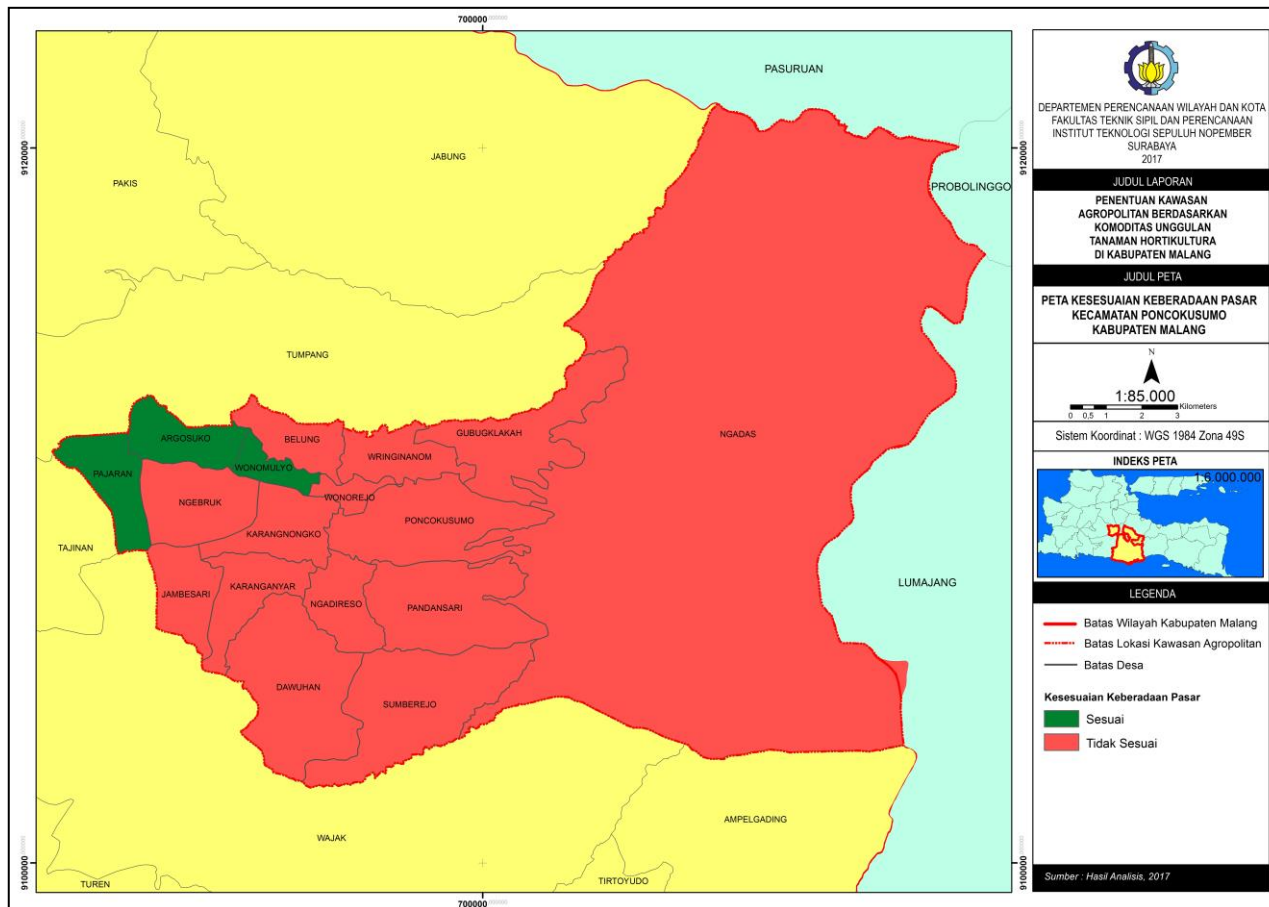 700000
PASURUAN
JABUNG
9120000
9120000
PAKIS
PROBOLINGGO
TUMPANG
ARGOSUKO
BELUNG
GUBUGKLAKAH
NGADAS
WRINGINANOM
PAJARAN
WONOMULYO
NGEBRUK
WONOREJO
PONCOKUSUMO
KARANGNONGKO
TAJINAN
LUMAJANG
JAMBESARI
KARANGANYAR
NGADIRESO
PANDANSARI
DAWUHAN
SUMBEREJO
AMPELGADING
WAJAK
9100000
9100000
TUREN
TIRTOYUDO
700000
DEPARTEMEN PERENCANAAN WILAYAH DAN KOTA
FAKULTAS TEKNIK SIPIL DAN PERENCANAAN
INSTITUT TEKNOLOGI SEPULUH NOPEMBER
SURABAYA
2017
JUDUL LAPORAN
PENENTUAN KAWASAN
AGROPOLITAN BERDASARKAN
KOMODITAS UNGGULAN
TANAMAN HORTIKULTURA
DI KABUPATEN MALANG
JUDUL PETA
PETA KESESUAIAN KEBERADAAN PASAR
KECAMATAN PONCOKUSUMO
KABUPATEN MALANG
N
1:85.000
Kilometers
0 0,5 1 2 3
Sistem Koordinat : WGS 1984 Zona 49S
INDEKS PETA
1:6.000.000
LEGENDA
Batas Wilayah Kabupaten Malang
Batas Lokasi Kawasan Agropolitan
Batas Desa
Kesesuaian Keberadaan Pasar
Sesuai
Tidak Sesuai
Sumber : Hasil Analisis, 2017